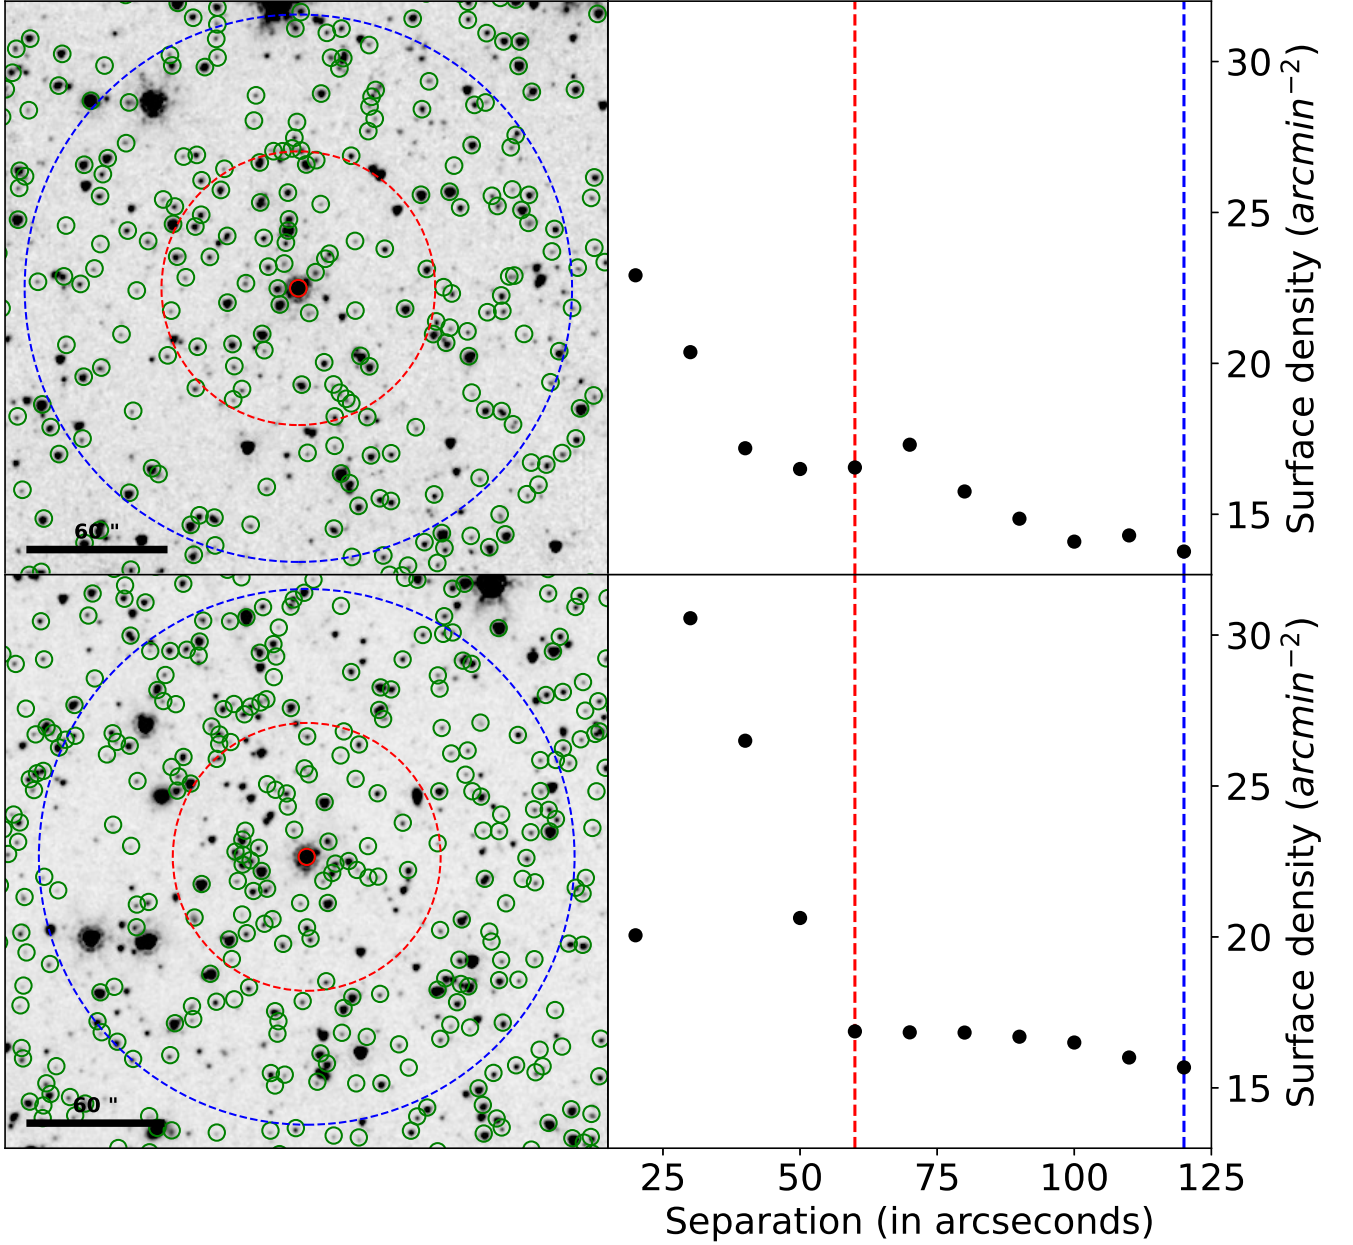 60 "
30
25
20
15
Surface density (arcmin⁻²)
60 "
30
25
20
15
Surface density (arcmin⁻²)
25 50 75 100 125
Separation (in arcseconds)